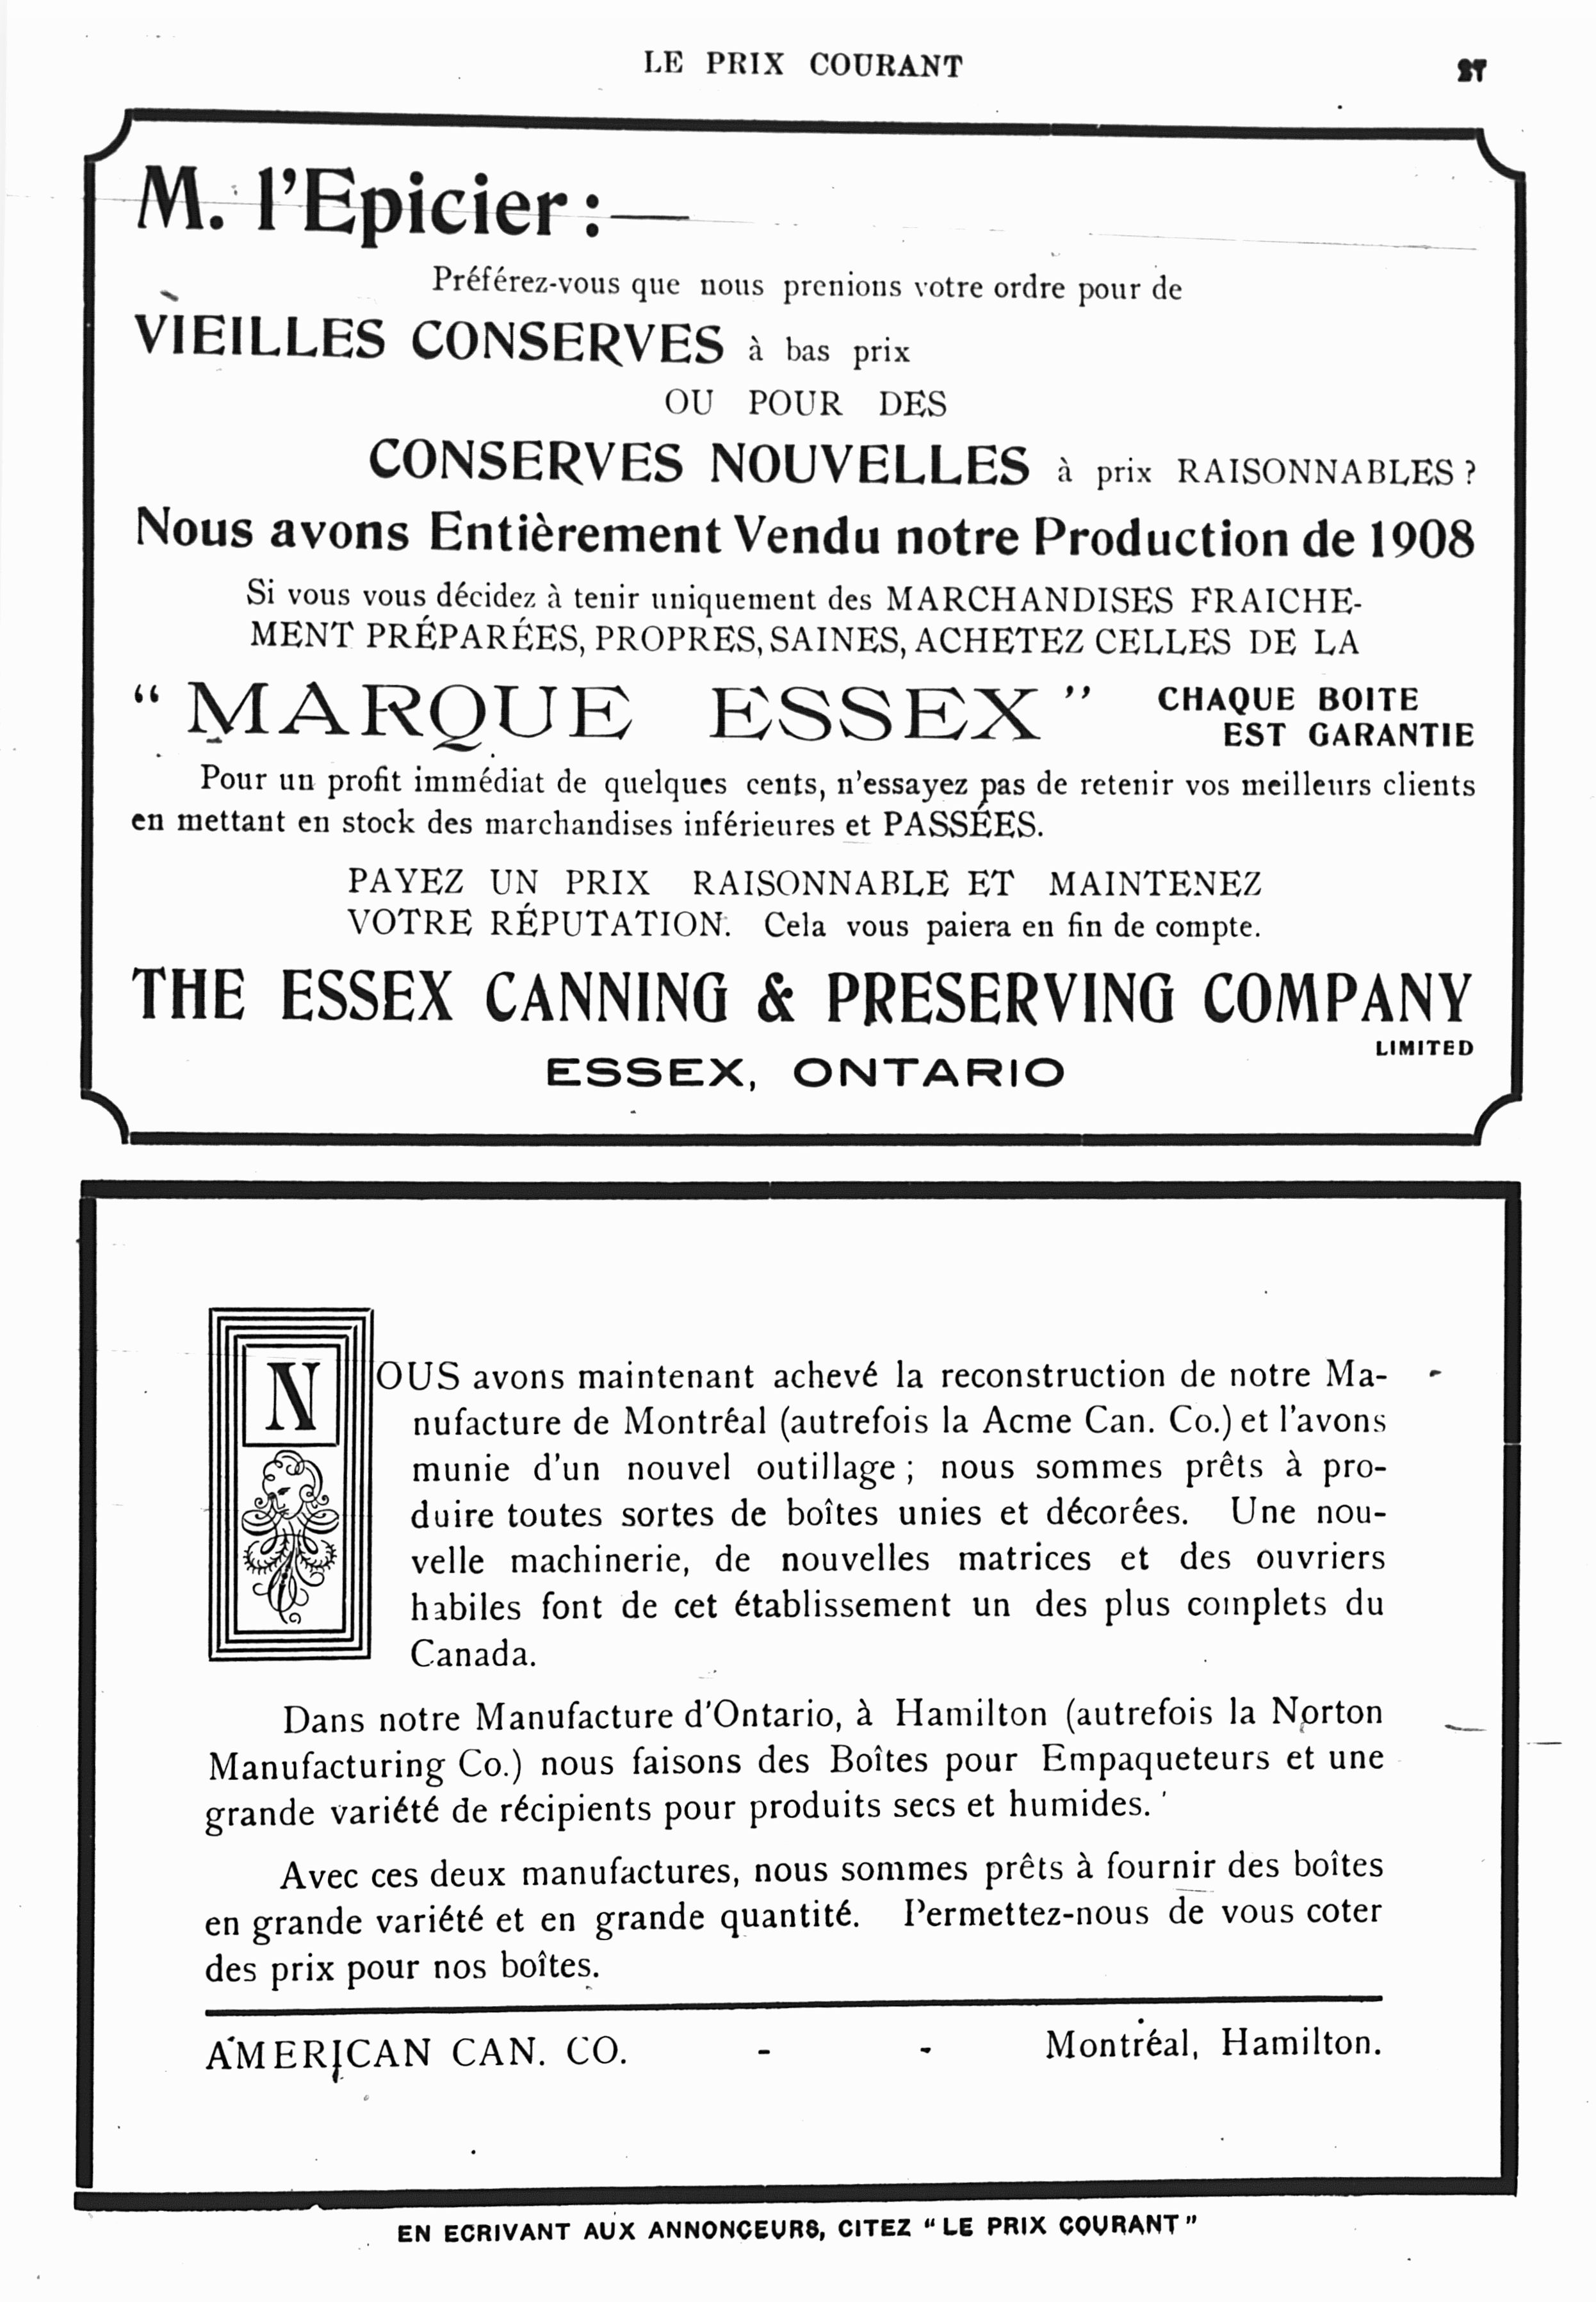 LE PRIX COURANT
27
M. l'Epicier :—
Préférez-vous que nous prenions votre ordre pour de
VIEILLES CONSERVES à bas prix
OU POUR DES
CONSERVES NOUVELLES à prix RAISONNABLES ?
Nous avons Entièrement Vendu notre Production de 1908
Si vous vous décidez à tenir uniquement des MARCHANDISES FRAICHE-
MENT PRÉPARÉES, PROPRES, SAINES, ACHETEZ CELLES DE LA
“ MARQUE ESSEX ” CHAQUE BOITE
EST GARANTIE
Pour un profit immédiat de quelques cents, n'essayez pas de retenir vos meilleurs clients
en mettant en stock des marchandises inférieures et PASSÉES.
PAYEZ UN PRIX RAISONNABLE ET MAINTENEZ
VOTRE RÉPUTATION. Cela vous paiera en fin de compte.
THE ESSEX CANNING & PRESERVING COMPANY
LIMITED
ESSEX, ONTARIO
NOUS avons maintenant achevé la reconstruction de notre Ma-
nufacture de Montréal (autrefois la Acme Can. Co.) et l'avons
munie d'un nouvel outillage ; nous sommes prêts à pro-
duire toutes sortes de boîtes unies et décorées. Une nou-
velle machinerie, de nouvelles matrices et des ouvriers
habiles font de cet établissement un des plus complets du
Canada.
Dans notre Manufacture d'Ontario, à Hamilton (autrefois la Norton
Manufacturing Co.) nous faisons des Boîtes pour Empaqueteurs et une
grande variété de récipients pour produits secs et humides.
Avec ces deux manufactures, nous sommes prêts à fournir des boîtes
en grande variété et en grande quantité. Permettez-nous de vous coter
des prix pour nos boîtes.
AMERICAN CAN. CO. - - Montréal, Hamilton.
EN ECRIVANT AUX ANNONCEURS, CITEZ “LE PRIX COURANT”